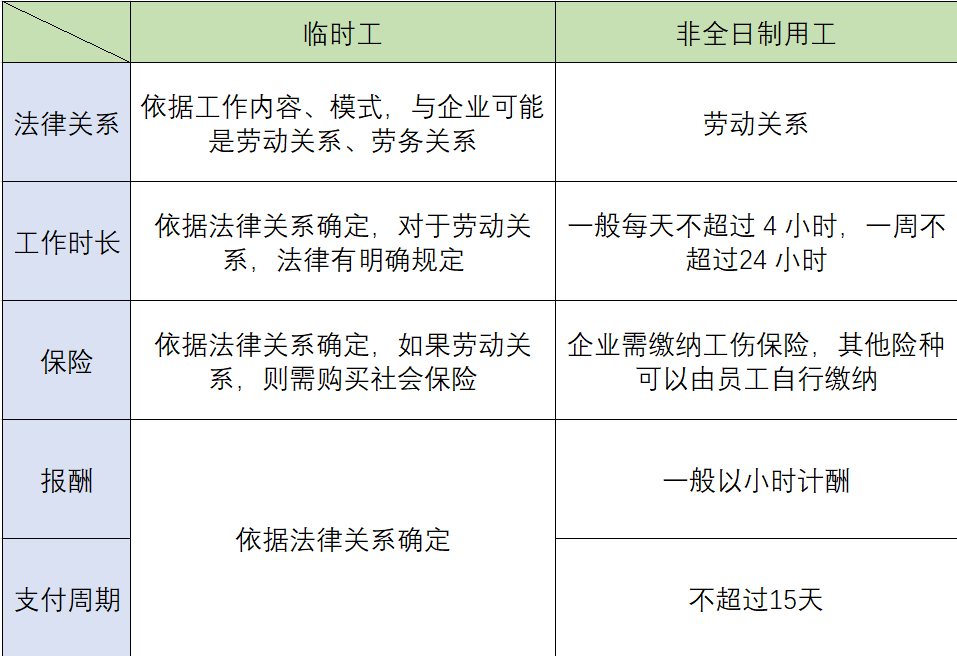 临时工
非全日制用工
法律关系
依据工作内容、模式，与企业可能
是劳动关系、劳务关系
劳动关系
工作时长
依据法律关系确定，对于劳动关
系，法律有明确规定
一般每天不超过 4 小时，一周不
超过24 小时
保险
依据法律关系确定，如果劳动关
系，则需购买社会保险
企业需缴纳工伤保险，其他险种
可以由员工自行缴纳
报酬
依据法律关系确定
一般以小时计酬
支付周期
不超过15天